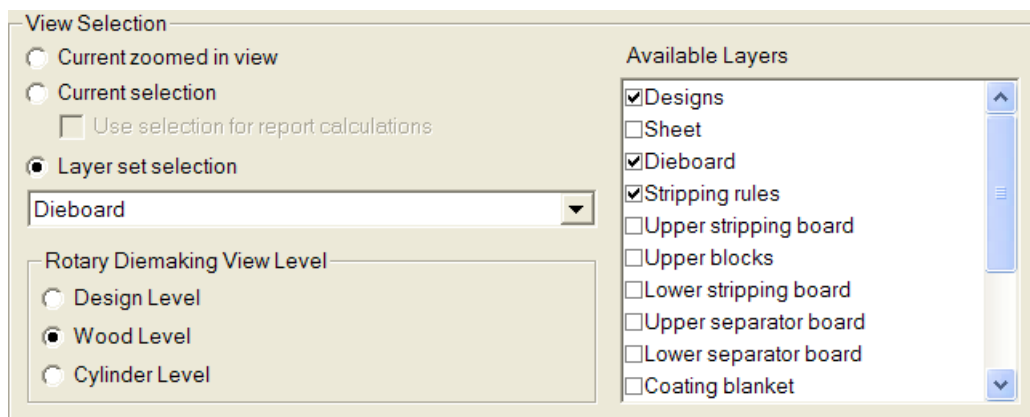 View Selection
Current zoomed in view
Current selection
Use selection for report calculations
Layer set selection
Dieboard
Rotary Diemaking View Level
Design Level
Wood Level
Cylinder Level
Available Layers
Designs
Sheet
Dieboard
Stripping rules
Upper stripping board
Upper blocks
Lower stripping board
Upper separator board
Lower separator board
Coating blanket